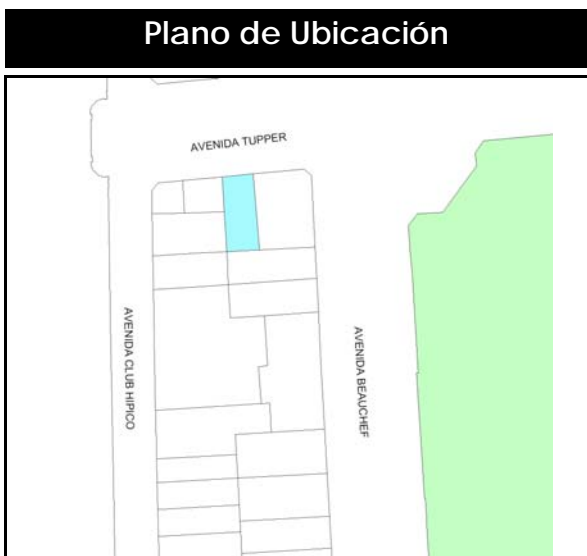 Plano de Ubicación
AVENIDA TUPPER
AVENIDA CLUB HIPICO
AVENIDA BEAUCHEF